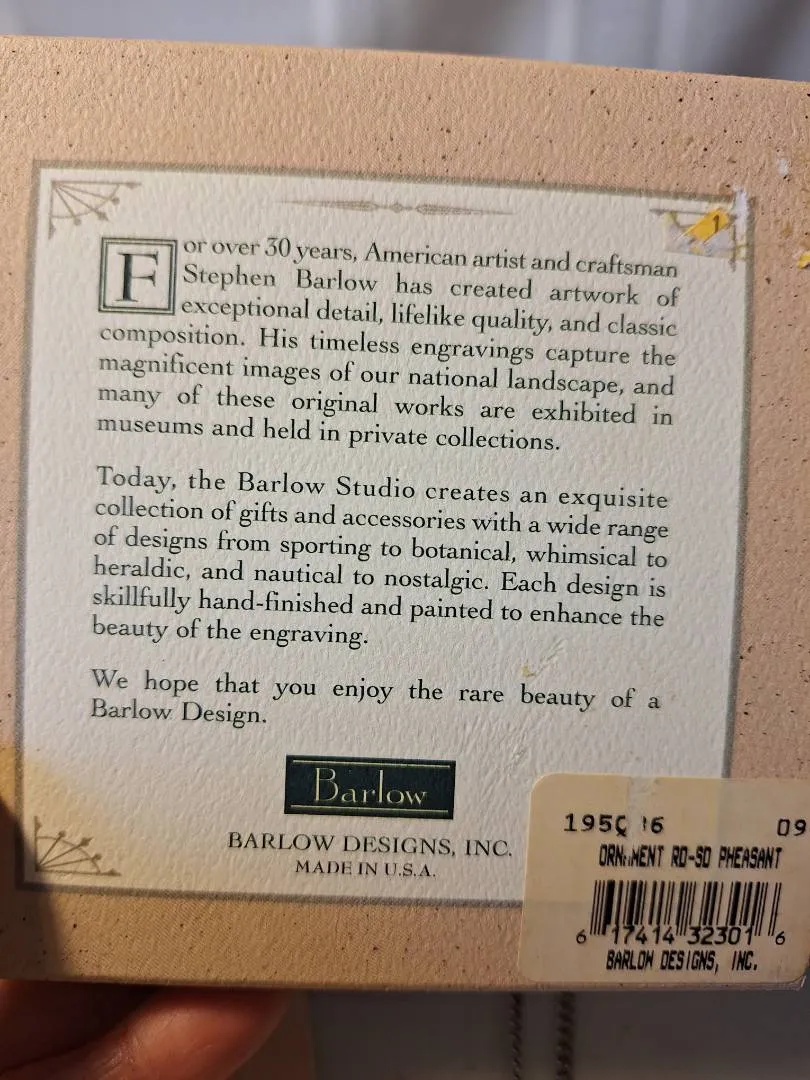 For over 30 years, American artist and craftsman
Stephen Barlow has created artwork of
exceptional detail, lifelike quality, and classic
composition. His timeless engravings capture the
magnificent images of our national landscape, and
many of these original works are exhibited in
museums and held in private collections.
Today, the Barlow Studio creates an exquisite
collection of gifts and accessories with a wide range
of designs from sporting to botanical, whimsical to
heraldic, and nautical to nostalgic. Each design is
skillfully hand-finished and painted to enhance the
beauty of the engraving.
We hope that you enjoy the rare beauty of a
Barlow Design.
Barlow
BARLOW DESIGNS, INC.
MADE IN U.S.A.
1
09
ORNAMENT RD-SO PHEASANT
6 17414 32301 6
BARLOW DESIGNS, INC.